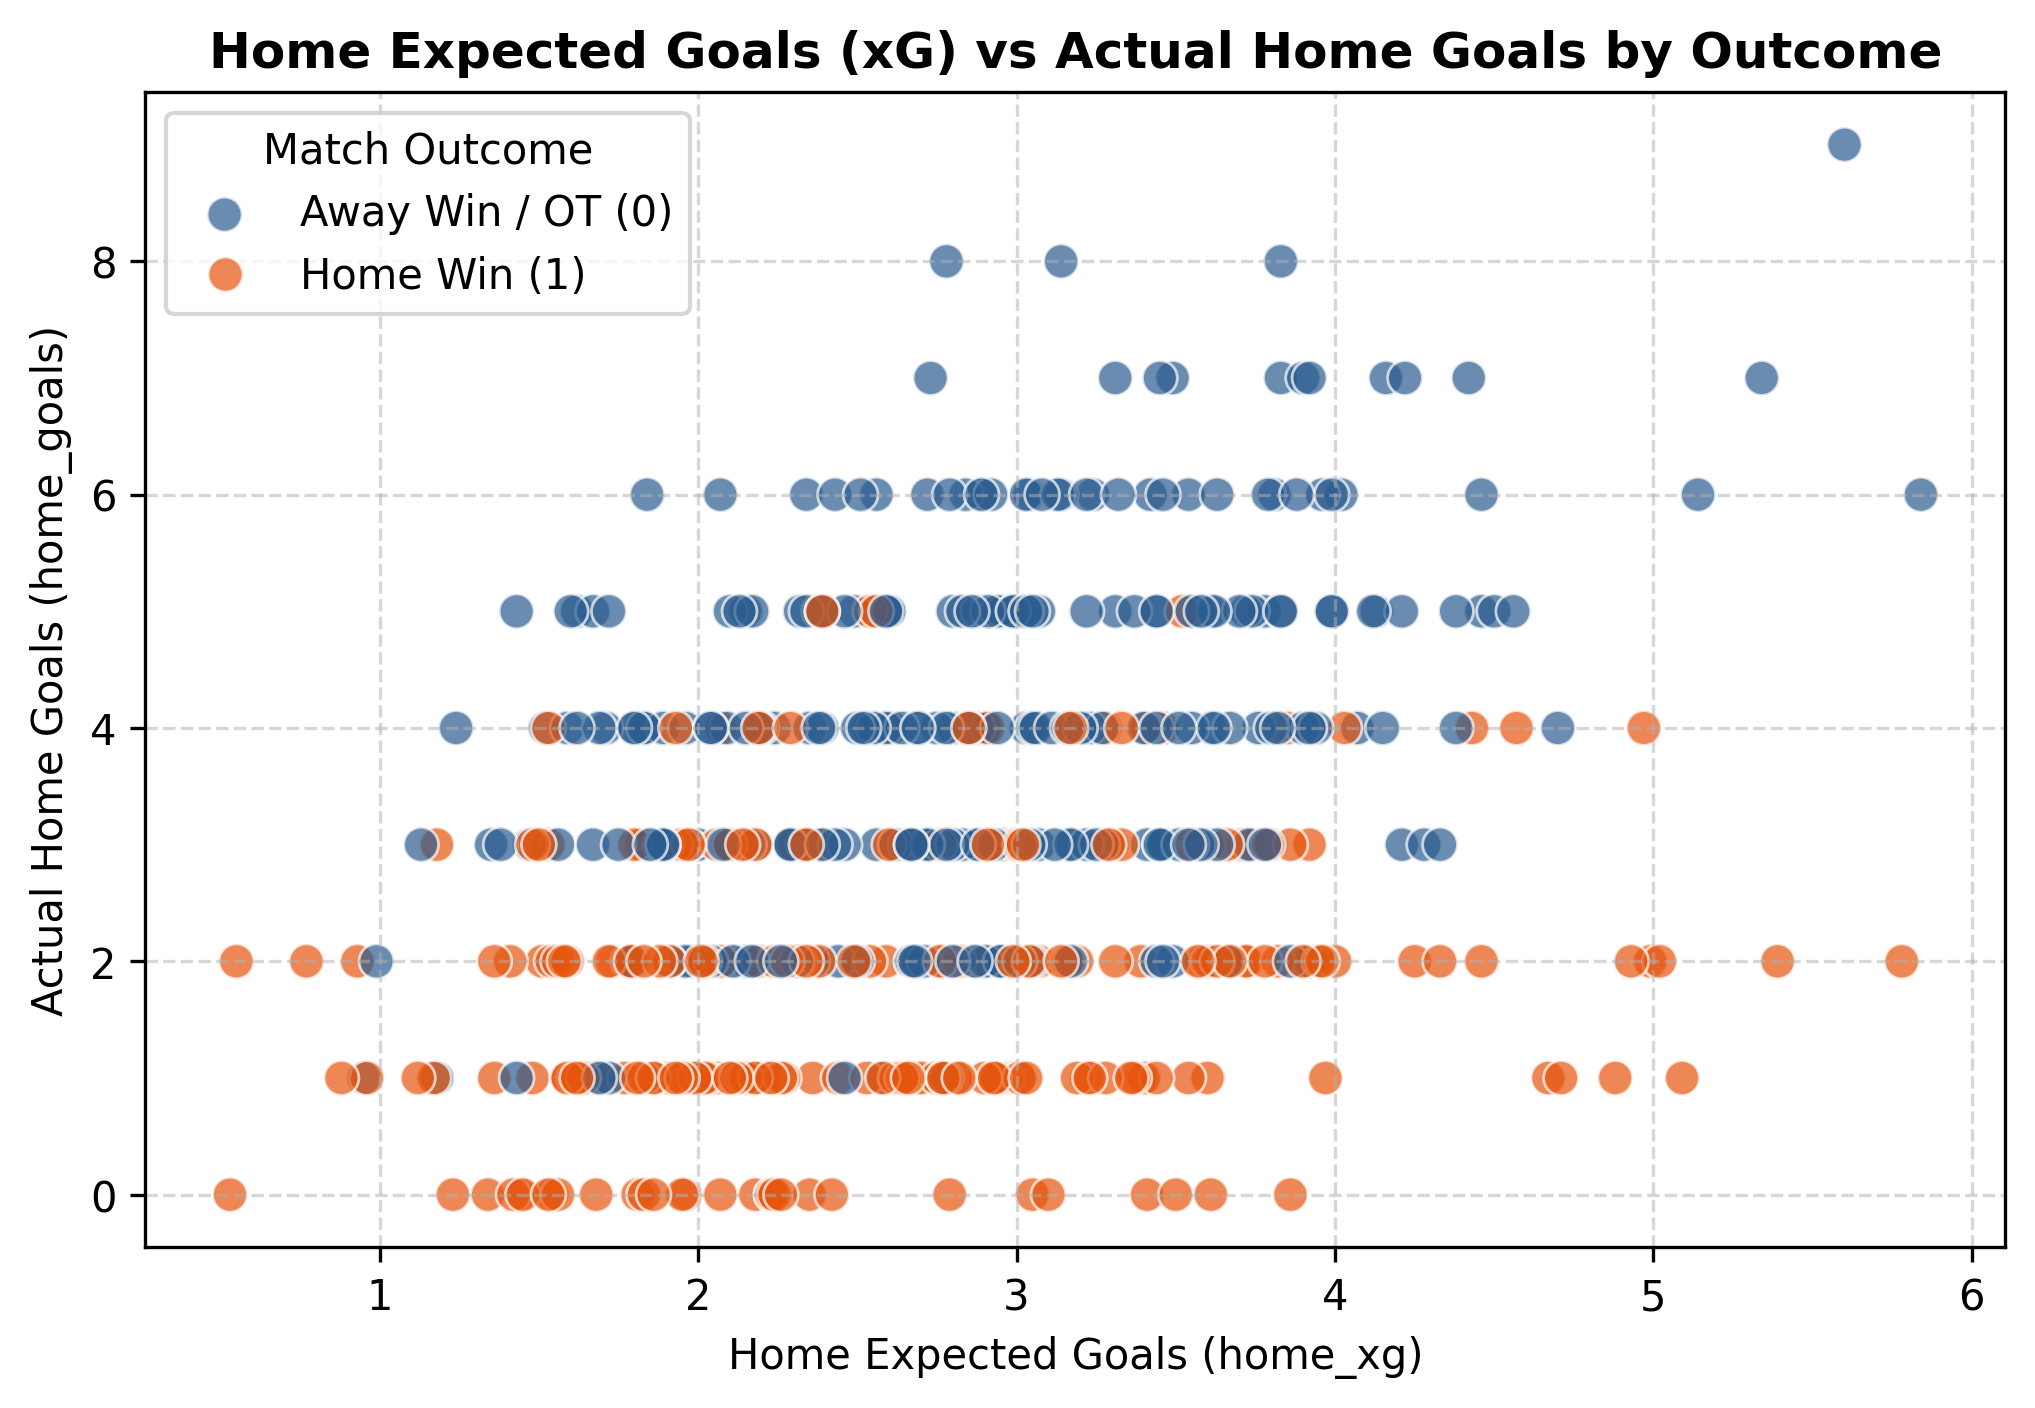 Home Expected Goals (xG) vs Actual Home Goals by Outcome
Match Outcome
Away Win / OT (0)
Home Win (1)
Actual Home Goals (home_goals)
8
6
4
2
0
1 2 3 4 5 6
Home Expected Goals (home_xg)